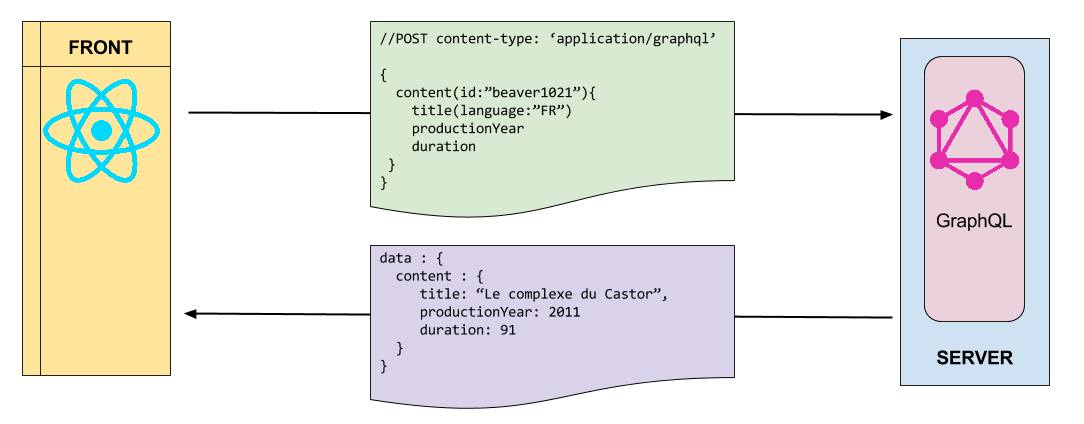 FRONT
//POST content-type: ‘application/graphql’
{
content(id:”beaver1021”){
title(language:”FR”)
productionYear
duration
}
}
data : {
content : {
title: “Le complexe du Castor”,
productionYear: 2011
duration: 91
}
}
GraphQL
SERVER